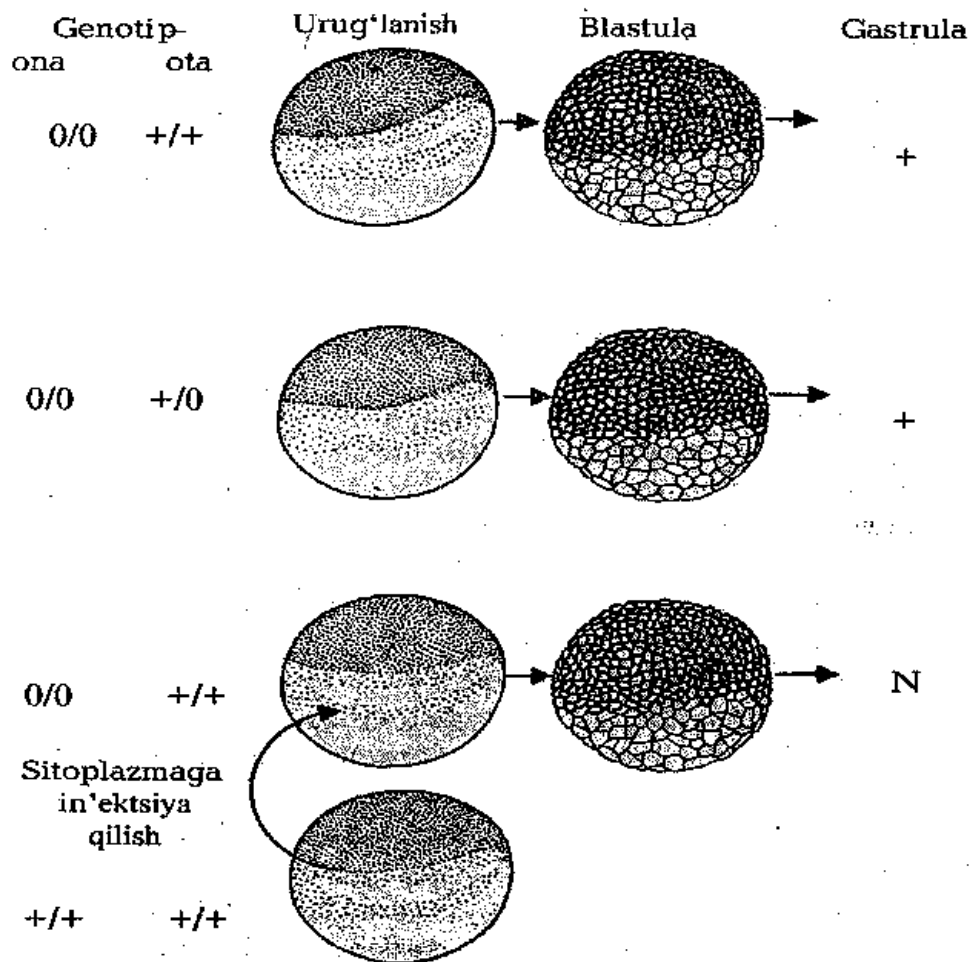 Genotip- Urug‘lanish Blastula Gastrula
ona ota
0/0 +/+
+
0/0 +/0
+
0/0 +/+ N
Sitoplazmaga
in’ektsiya
qilish
+/+ +/+